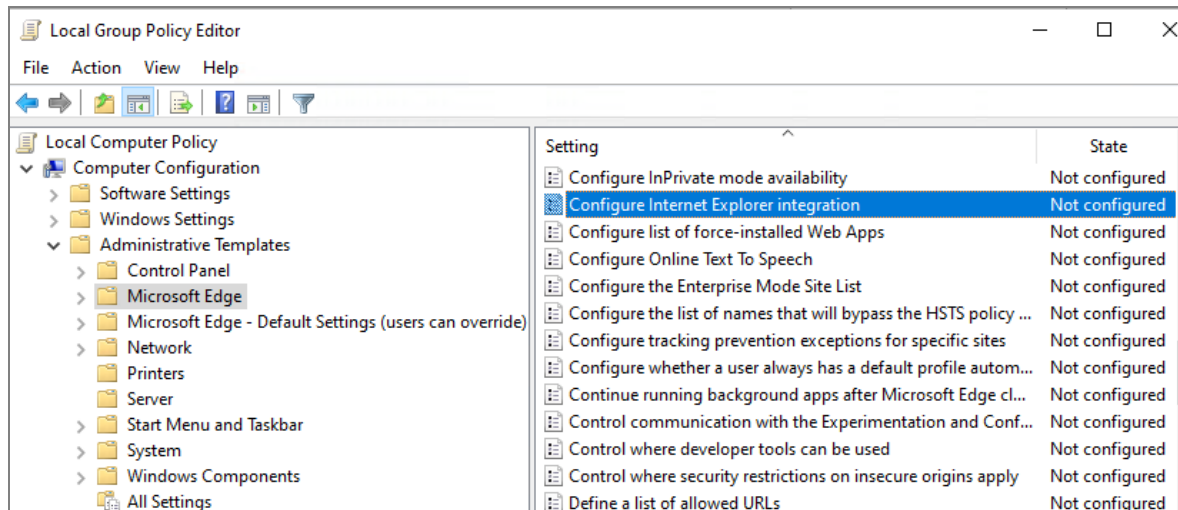 Local Group Policy Editor
File Action View Help
Local Computer Policy
Computer Configuration
Software Settings
Windows Settings
Administrative Templates
Control Panel
Microsoft Edge
Microsoft Edge - Default Settings (users can override)
Network
Printers
Server
Start Menu and Taskbar
System
Windows Components
All Settings
Setting State
Configure InPrivate mode availability Not configured
Configure Internet Explorer integration Not configured
Configure list of force-installed Web Apps Not configured
Configure Online Text To Speech Not configured
Configure the Enterprise Mode Site List Not configured
Configure the list of names that will bypass the HSTS policy ... Not configured
Configure tracking prevention exceptions for specific sites Not configured
Configure whether a user always has a default profile autom... Not configured
Continue running background apps after Microsoft Edge cl... Not configured
Control communication with the Experimentation and Conf... Not configured
Control where developer tools can be used Not configured
Control where security restrictions on insecure origins apply Not configured
Define a list of allowed URLs Not configured